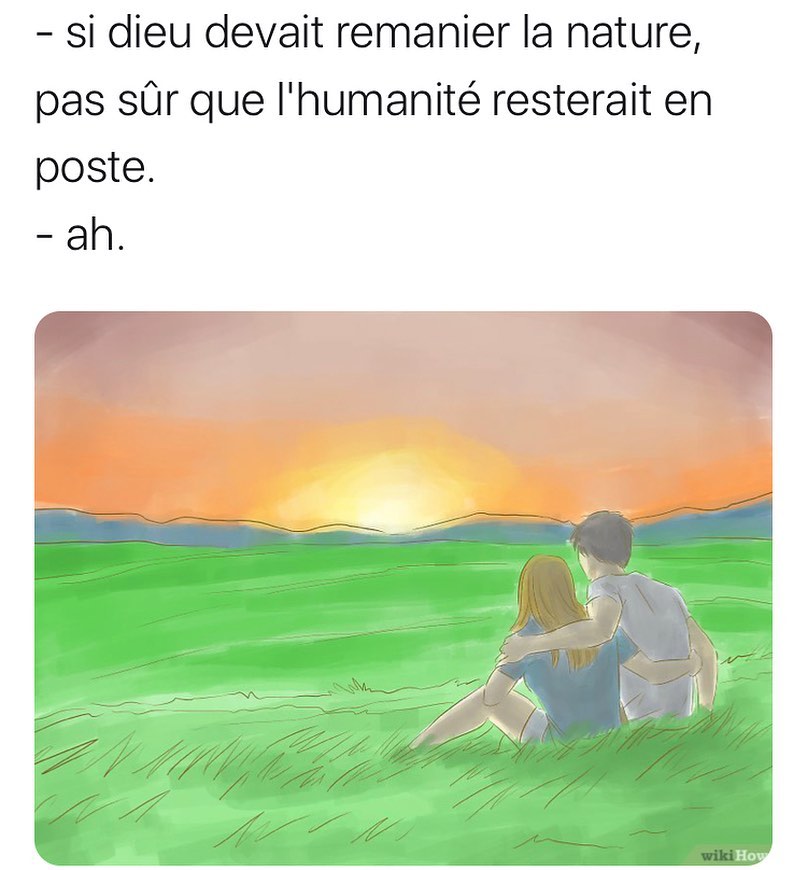 - si dieu devait remanier la nature,
pas sûr que l'humanité resterait en
poste.
- ah.
wikiHow